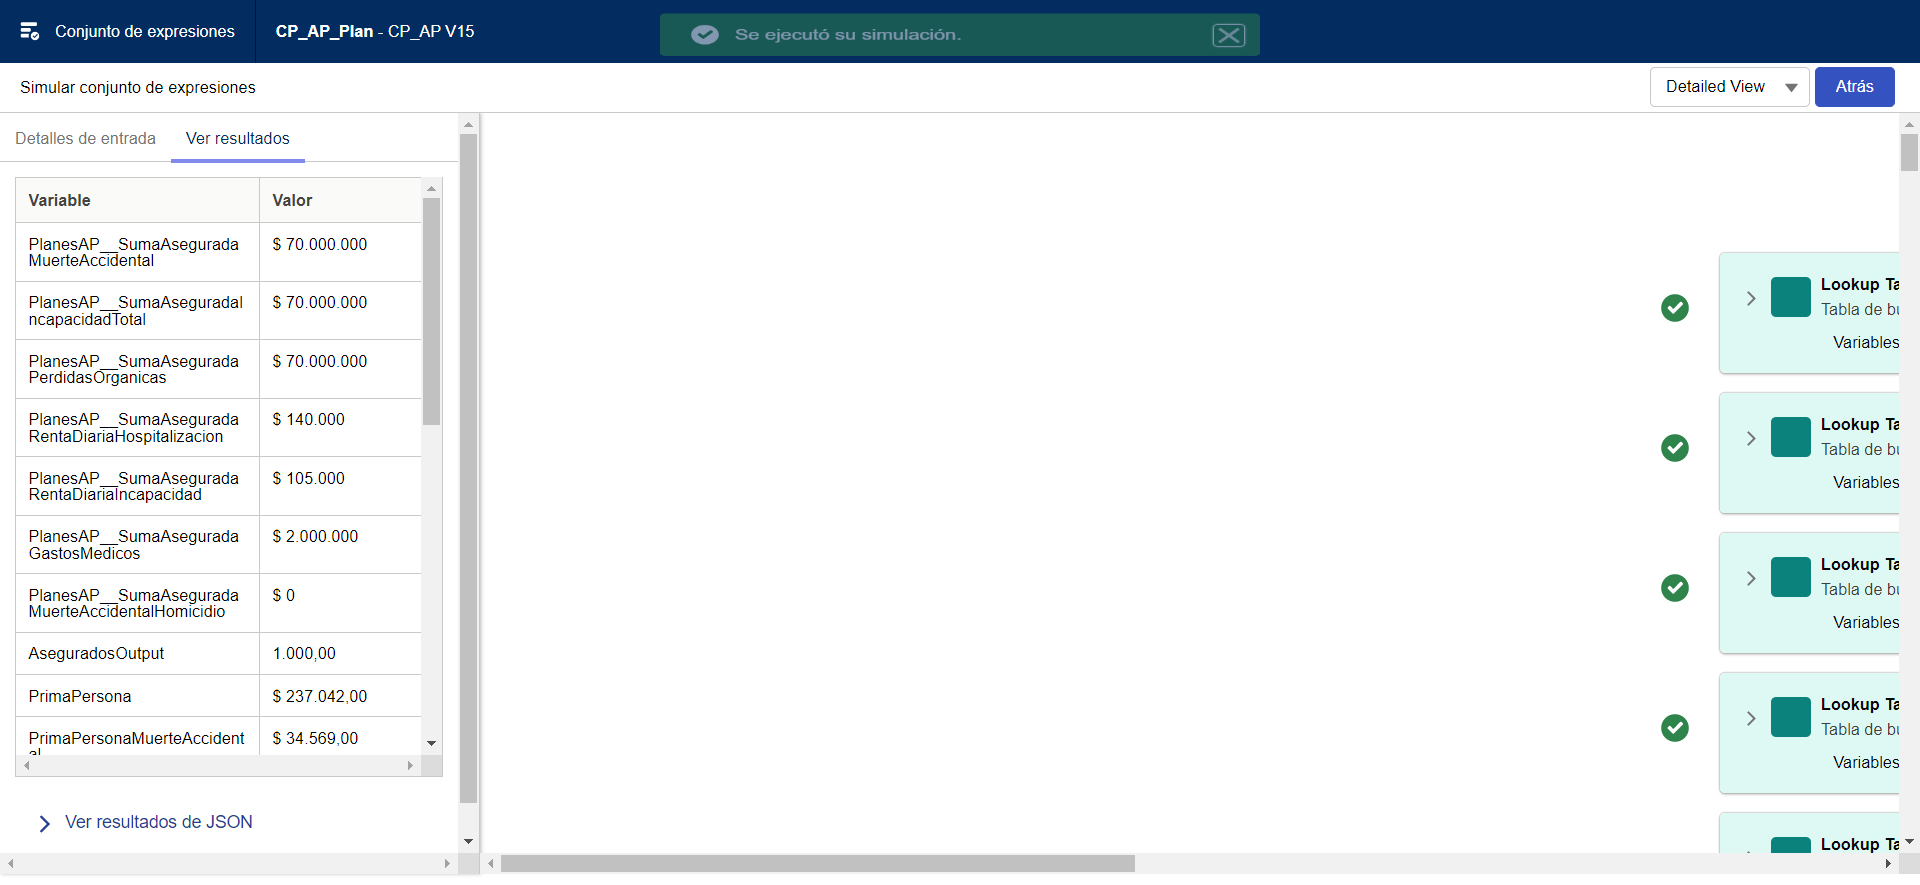 Conjunto de expresiones
CP_AP_Plan - CP_AP V15
Se ejecutó su simulación.
Simular conjunto de expresiones
Detailed View
Atrás
Detalles de entrada
Ver resultados
Variable
Valor
PlanesAP__SumaAsegurada
MuerteAccidental
$ 70.000.000
PlanesAP__SumaAseguradaI
ncapacidadTotal
$ 70.000.000
PlanesAP__SumaAsegurada
PerdidasOrganicas
$ 70.000.000
PlanesAP__SumaAsegurada
RentaDiariaHospitalizacion
$ 140.000
PlanesAP__SumaAsegurada
RentaDiariaIncapacidad
$ 105.000
PlanesAP__SumaAsegurada
GastosMedicos
$ 2.000.000
PlanesAP__SumaAsegurada
MuerteAccidentalHomicidio
$ 0
AseguradosOutput
1.000,00
PrimaPersona
$ 237.042,00
PrimaPersonaMuerteAccident
al
$ 34.569,00
Ver resultados de JSON
Lookup Ta
Tabla de bu
Variables
Lookup Ta
Tabla de bu
Variables
Lookup Ta
Tabla de bu
Variables
Lookup Ta
Tabla de bu
Variables
Lookup Ta